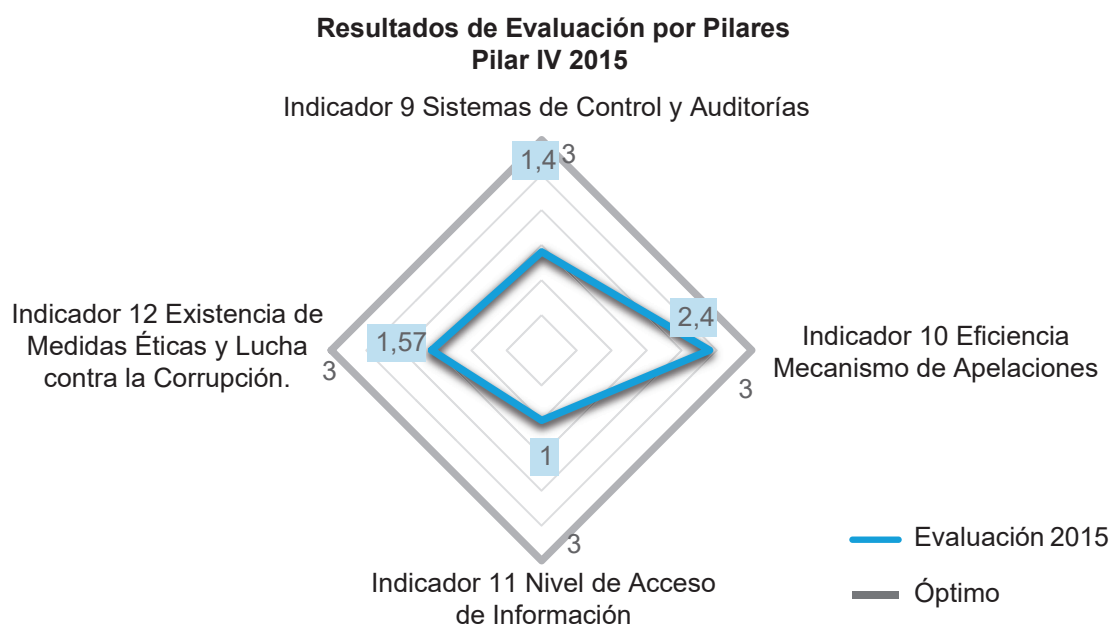 Resultados de Evaluación por Pilares
Pilar IV 2015
Indicador 9 Sistemas de Control y Auditorías
1,4
3
2,4
Indicador 10 Eficiencia
Mecanismo de Apelaciones
3
Indicador 12 Existencia de
Medidas Éticas y Lucha
contra la Corrupción.
1,57
3
1
3
Indicador 11 Nivel de Acceso
de Información
Evaluación 2015
Óptimo